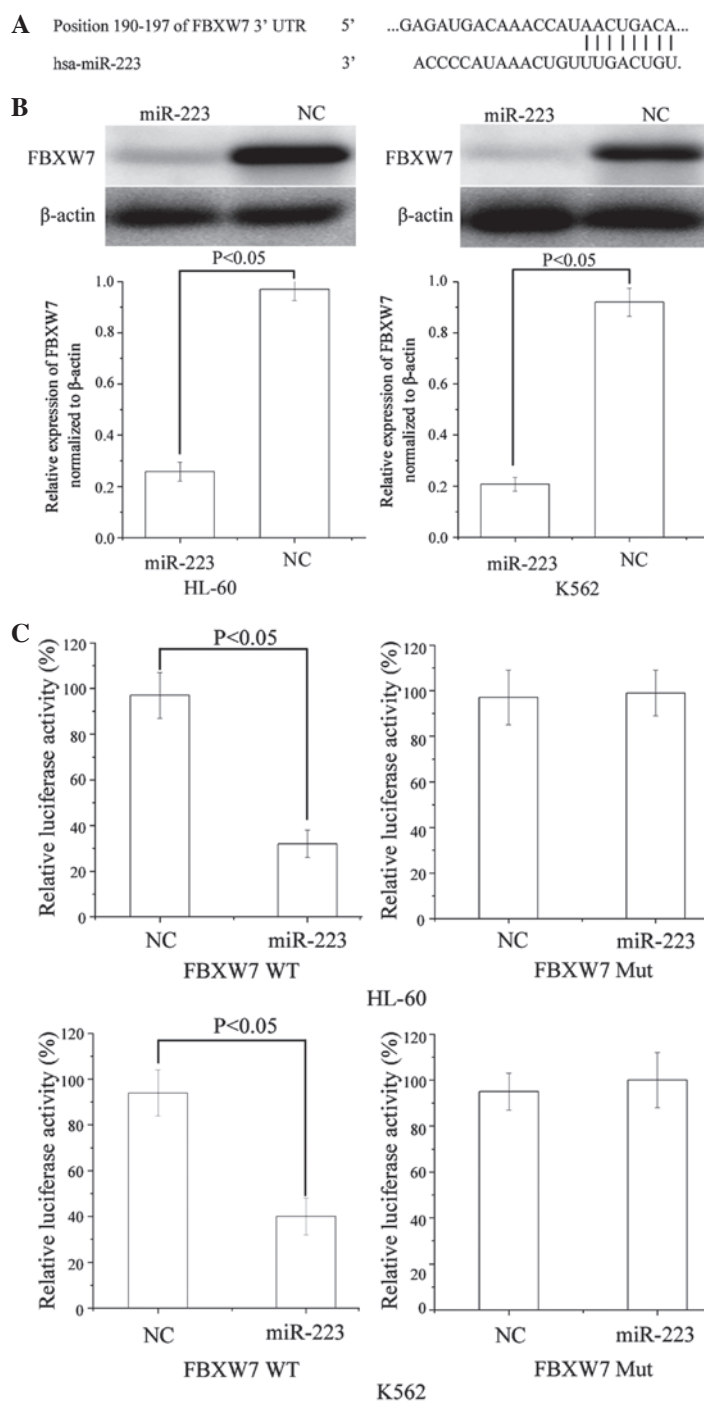 A Position 190-197 of FBXW7 3' UTR 5' ...GAGAUGACAAACCAUAACUGACA...
hsa-miR-223 3' ACCCCAUAAACUGUUUGACUGU.
B
miR-223 NC miR-223 NC
FBXW7 FBXW7
β-actin β-actin
P<0.05 P<0.05
Relative expression of FBXW7
normalized to β-actin
1.0
0.8
0.6
0.4
0.2
0.0
miR-223 NC
HL-60
Relative expression of FBXW7
normalized to β-actin
1.0
0.8
0.6
0.4
0.2
0.0
miR-223 NC
K562
C
P<0.05
Relative luciferase activity (%)
120
100
80
60
40
20
0
NC miR-223
FBXW7 WT
Relative luciferase activity (%)
120
100
80
60
40
20
0
NC miR-223
FBXW7 Mut
HL-60
P<0.05
Relative luciferase activity (%)
120
100
80
60
40
20
0
NC miR-223
FBXW7 WT
Relative luciferase activity (%)
120
100
80
60
40
20
0
NC miR-223
FBXW7 Mut
K562